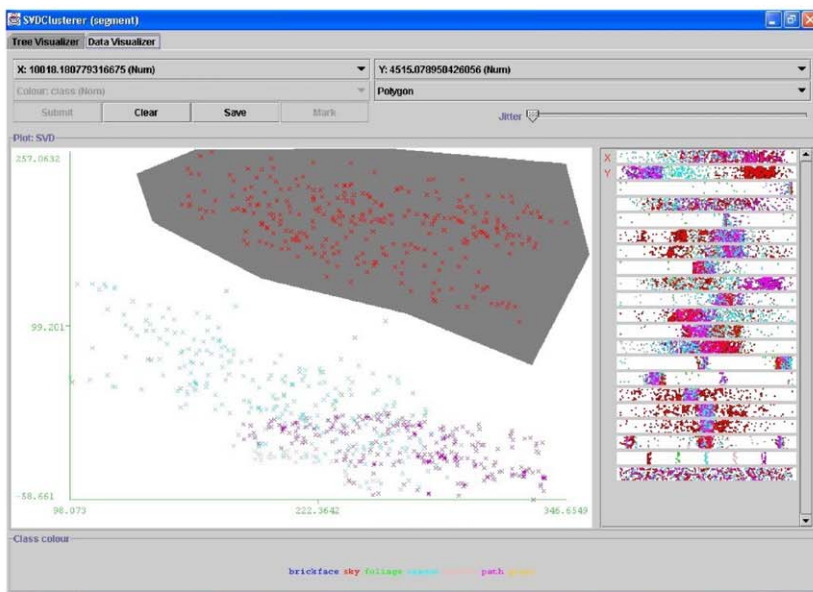 SVDClusterer (segment)
Tree Visualizer Data Visualizer
X: 10018.180779316675 (Num) Y: 4515.078950426056 (Num)
Colour: class (Nom) Polygon
Submit Clear Save Mark Jitter
Plot: SVD
257.0632
X
Y
99.201
-58.661
98.073 222.3642 346.6549
Class colour
brickface sky foliage cement path